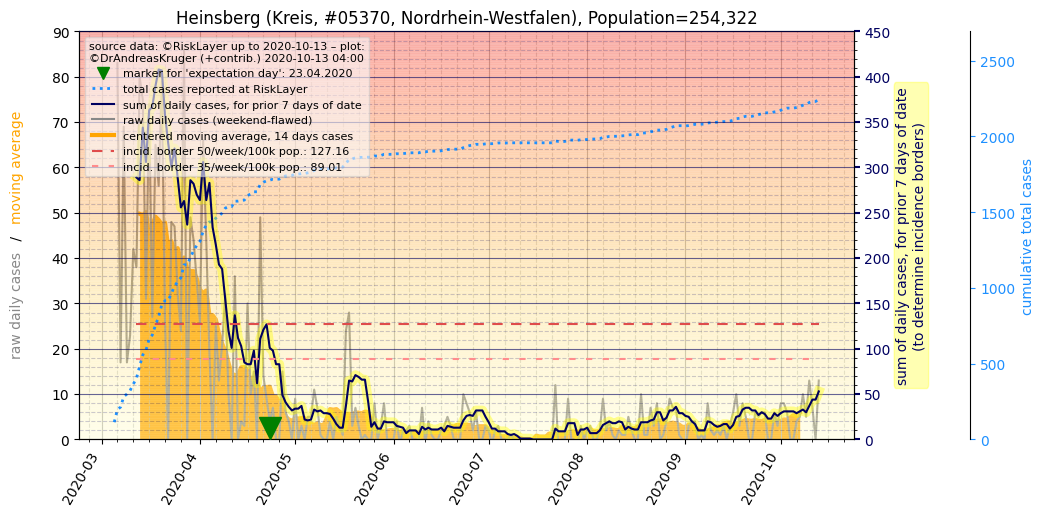 Heinsberg (Kreis, #05370, Nordrhein-Westfalen), Population=254,322
source data: ©RiskLayer up to 2020-10-13 – plot:
©DrAndreasKruger (+contrib.) 2020-10-13 04:00
marker for 'expectation day': 23.04.2020
total cases reported at RiskLayer
sum of daily cases, for prior 7 days of date
raw daily cases (weekend-flawed)
centered moving average, 14 days cases
incid. border 50/week/100k pop.: 127.16
incid. border 35/week/100k pop.: 89.01
raw daily cases / moving average
90
80
70
60
50
40
30
20
10
0
450
400
350
300
250
200
150
100
50
0
sum of daily cases, for prior 7 days of date
(to determine incidence borders)
2500
2000
1500
1000
500
0
cumulative total cases
2020-03
2020-04
2020-05
2020-06
2020-07
2020-08
2020-09
2020-10